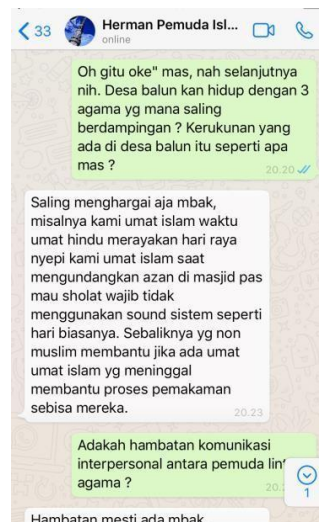 33
Herman Pemuda Isl...
online
Oh gitu oke" mas, nah selanjutnya
nih. Desa balun kan hidup dengan 3
agama yg mana saling
berdampingan ? Kerukunan yang
ada di desa balun itu seperti apa
mas ?
20.20
Saling menghargai aja mbak,
misalnya kami umat islam waktu
umat hindu merayakan hari raya
nyepi kami umat islam saat
mengundangkan azan di masjid pas
mau sholat wajib tidak
menggunakan sound sistem seperti
hari biasanya. Sebaliknya yg non
muslim membantu jika ada umat
umat islam yg meninggal
membantu proses pemakaman
sebisa mereka.
20.23
Adakah hambatan komunikasi
interpersonal antara pemuda
agama ?
1
Hambatan mesti ada mbak